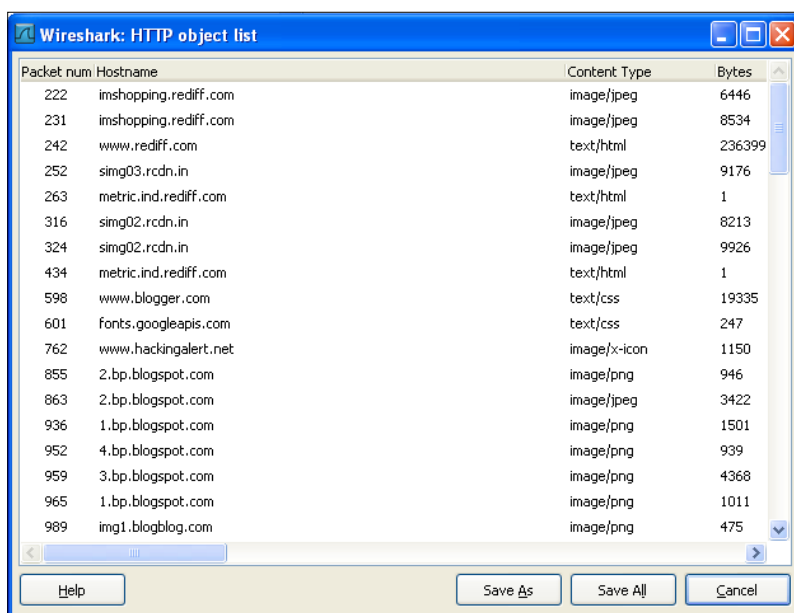 Wireshark: HTTP object list
Packet num Hostname Content Type Bytes
222 imshopping.rediff.com image/jpeg 6446
231 imshopping.rediff.com image/jpeg 8534
242 www.rediff.com text/html 236399
252 simg03.rcdn.in image/jpeg 9176
263 metric.ind.rediff.com text/html 1
316 simg02.rcdn.in image/jpeg 8213
324 simg02.rcdn.in image/jpeg 9926
434 metric.ind.rediff.com text/html 1
598 www.blogger.com text/css 19335
601 fonts.googleapis.com text/css 247
762 www.hackingalert.net image/x-icon 1150
855 2.bp.blogspot.com image/png 946
863 2.bp.blogspot.com image/jpeg 3422
936 1.bp.blogspot.com image/png 1501
952 4.bp.blogspot.com image/png 939
959 3.bp.blogspot.com image/png 4368
965 1.bp.blogspot.com image/png 1011
989 img1.blogblog.com image/png 475
Help Save As Save All Cancel